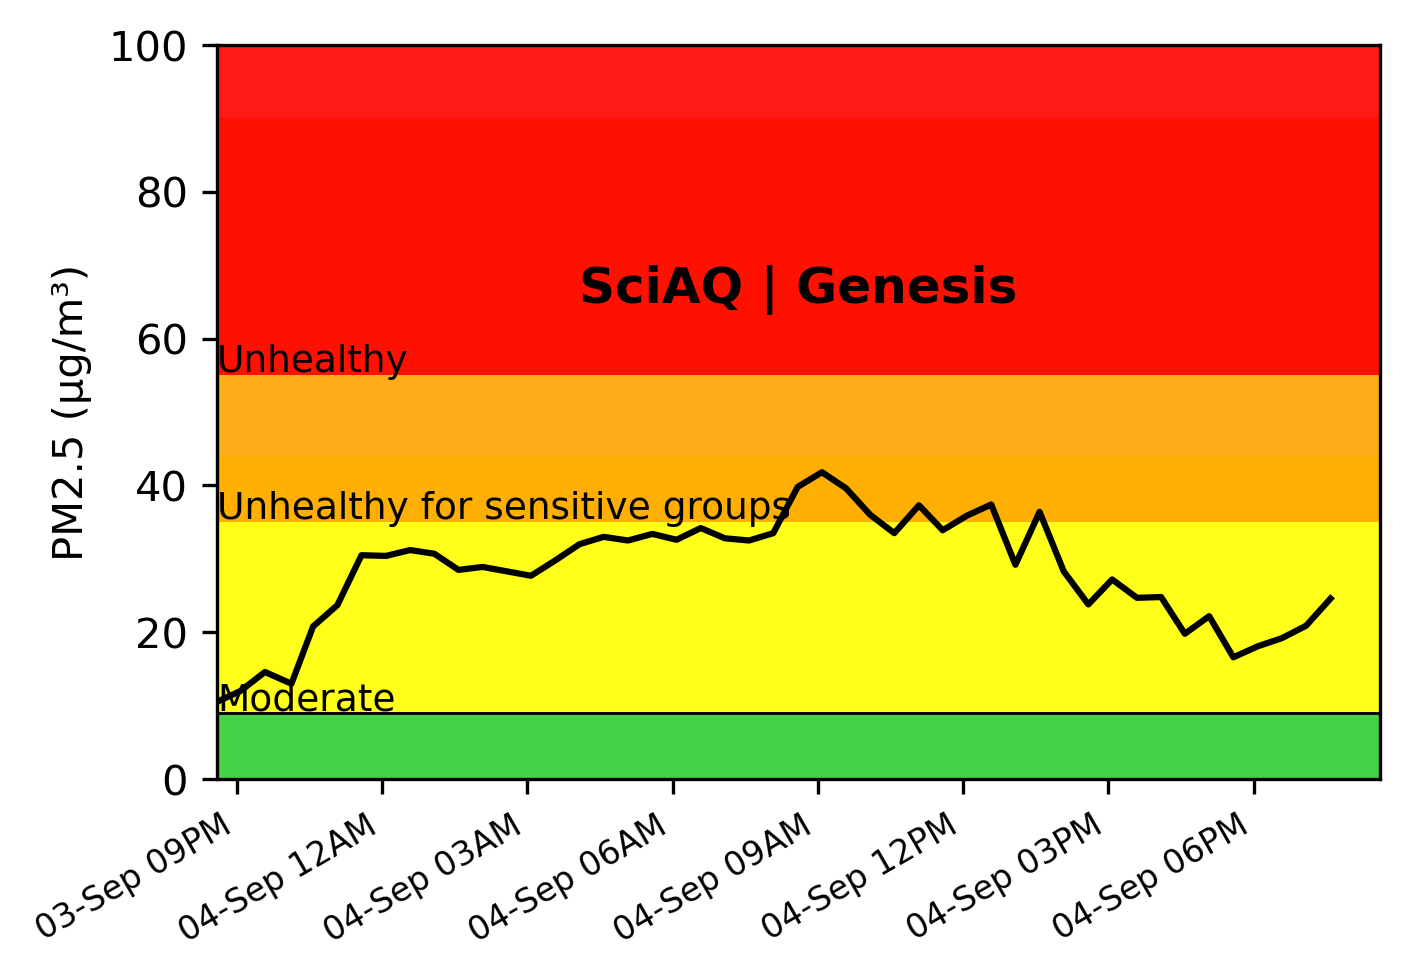 100
80
60
40
20
0
PM2.5 (µg/m³)
SciAQ | Genesis
Unhealthy
Unhealthy for sensitive groups
Moderate
03-Sep 09PM
04-Sep 12AM
04-Sep 03AM
04-Sep 06AM
04-Sep 09AM
04-Sep 12PM
04-Sep 03PM
04-Sep 06PM